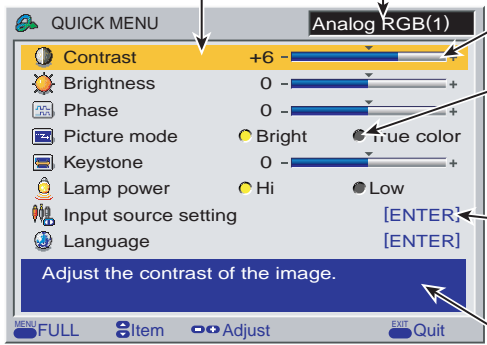 QUICK MENU Analog RGB(1)
Contrast +6 - +
Brightness 0 - +
Phase 0 - +
Picture mode Bright True color
Keystone 0 - +
Lamp power Hi Low
Input source setting [ENTER]
Language [ENTER]
Adjust the contrast of the image.
MENU FULL Item Adjust EXIT Quit